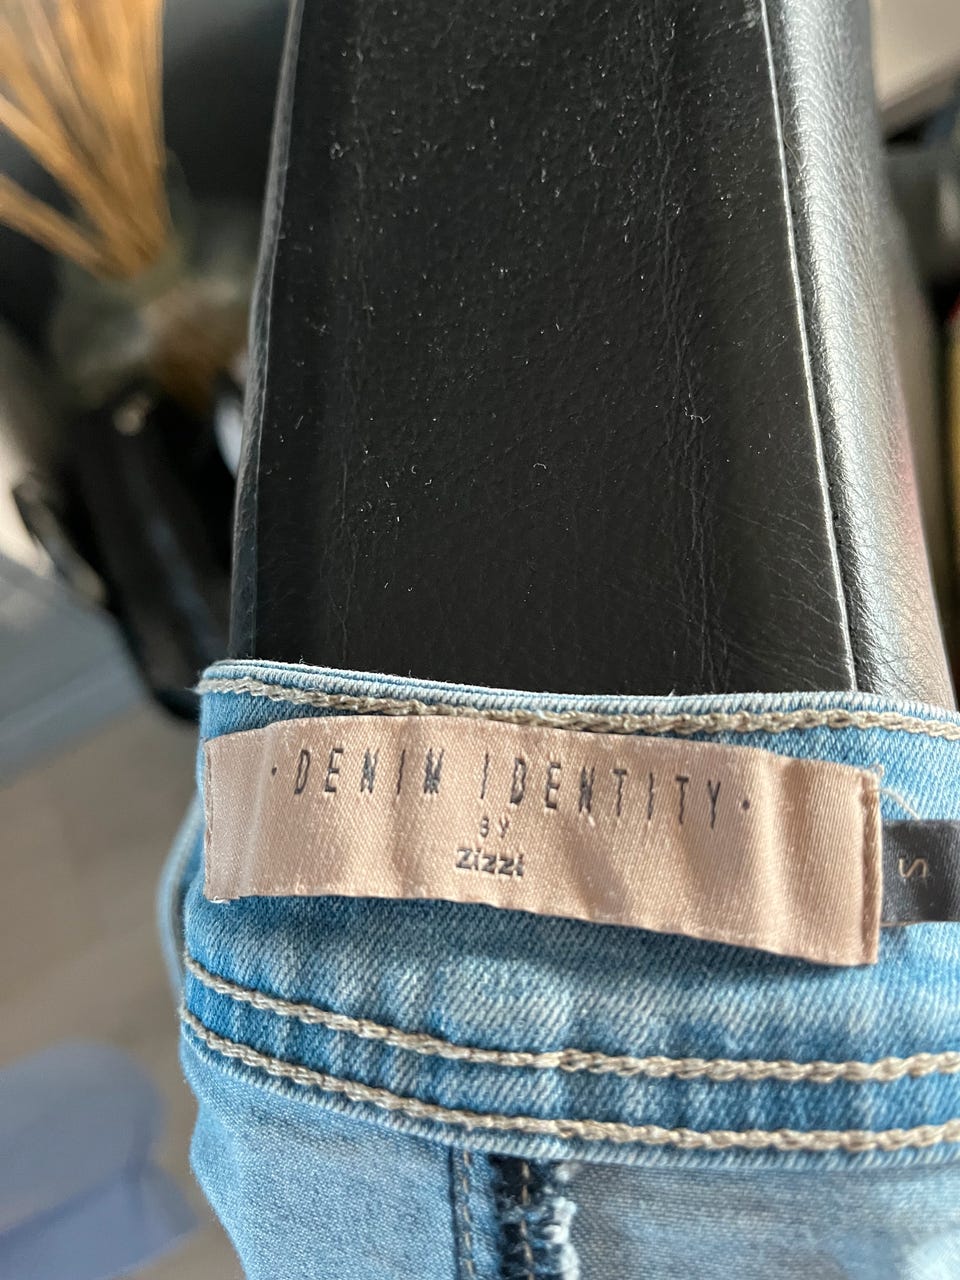 · DENIM IDENTITY ·
BY
zizzi
S